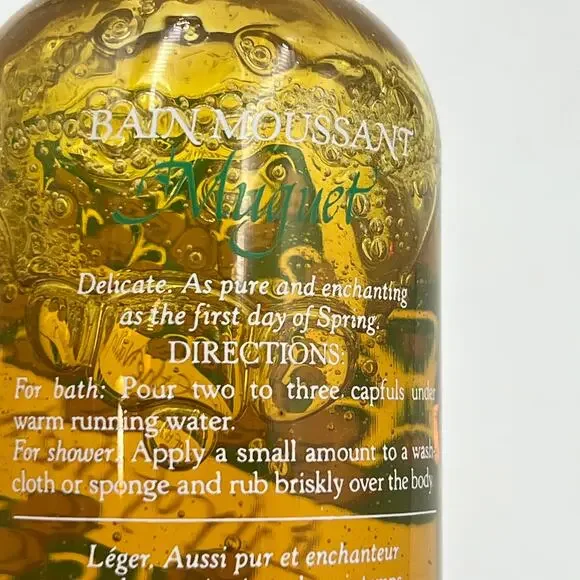 BAIN MOUSSANT
Muguet
Delicate. As pure and enchanting
as the first day of Spring.
DIRECTIONS:
For bath: Pour two to three capfuls under
warm running water.
For shower: Apply a small amount to a wash-
cloth or sponge and rub briskly over the body.
Léger. Aussi pur et enchanteur